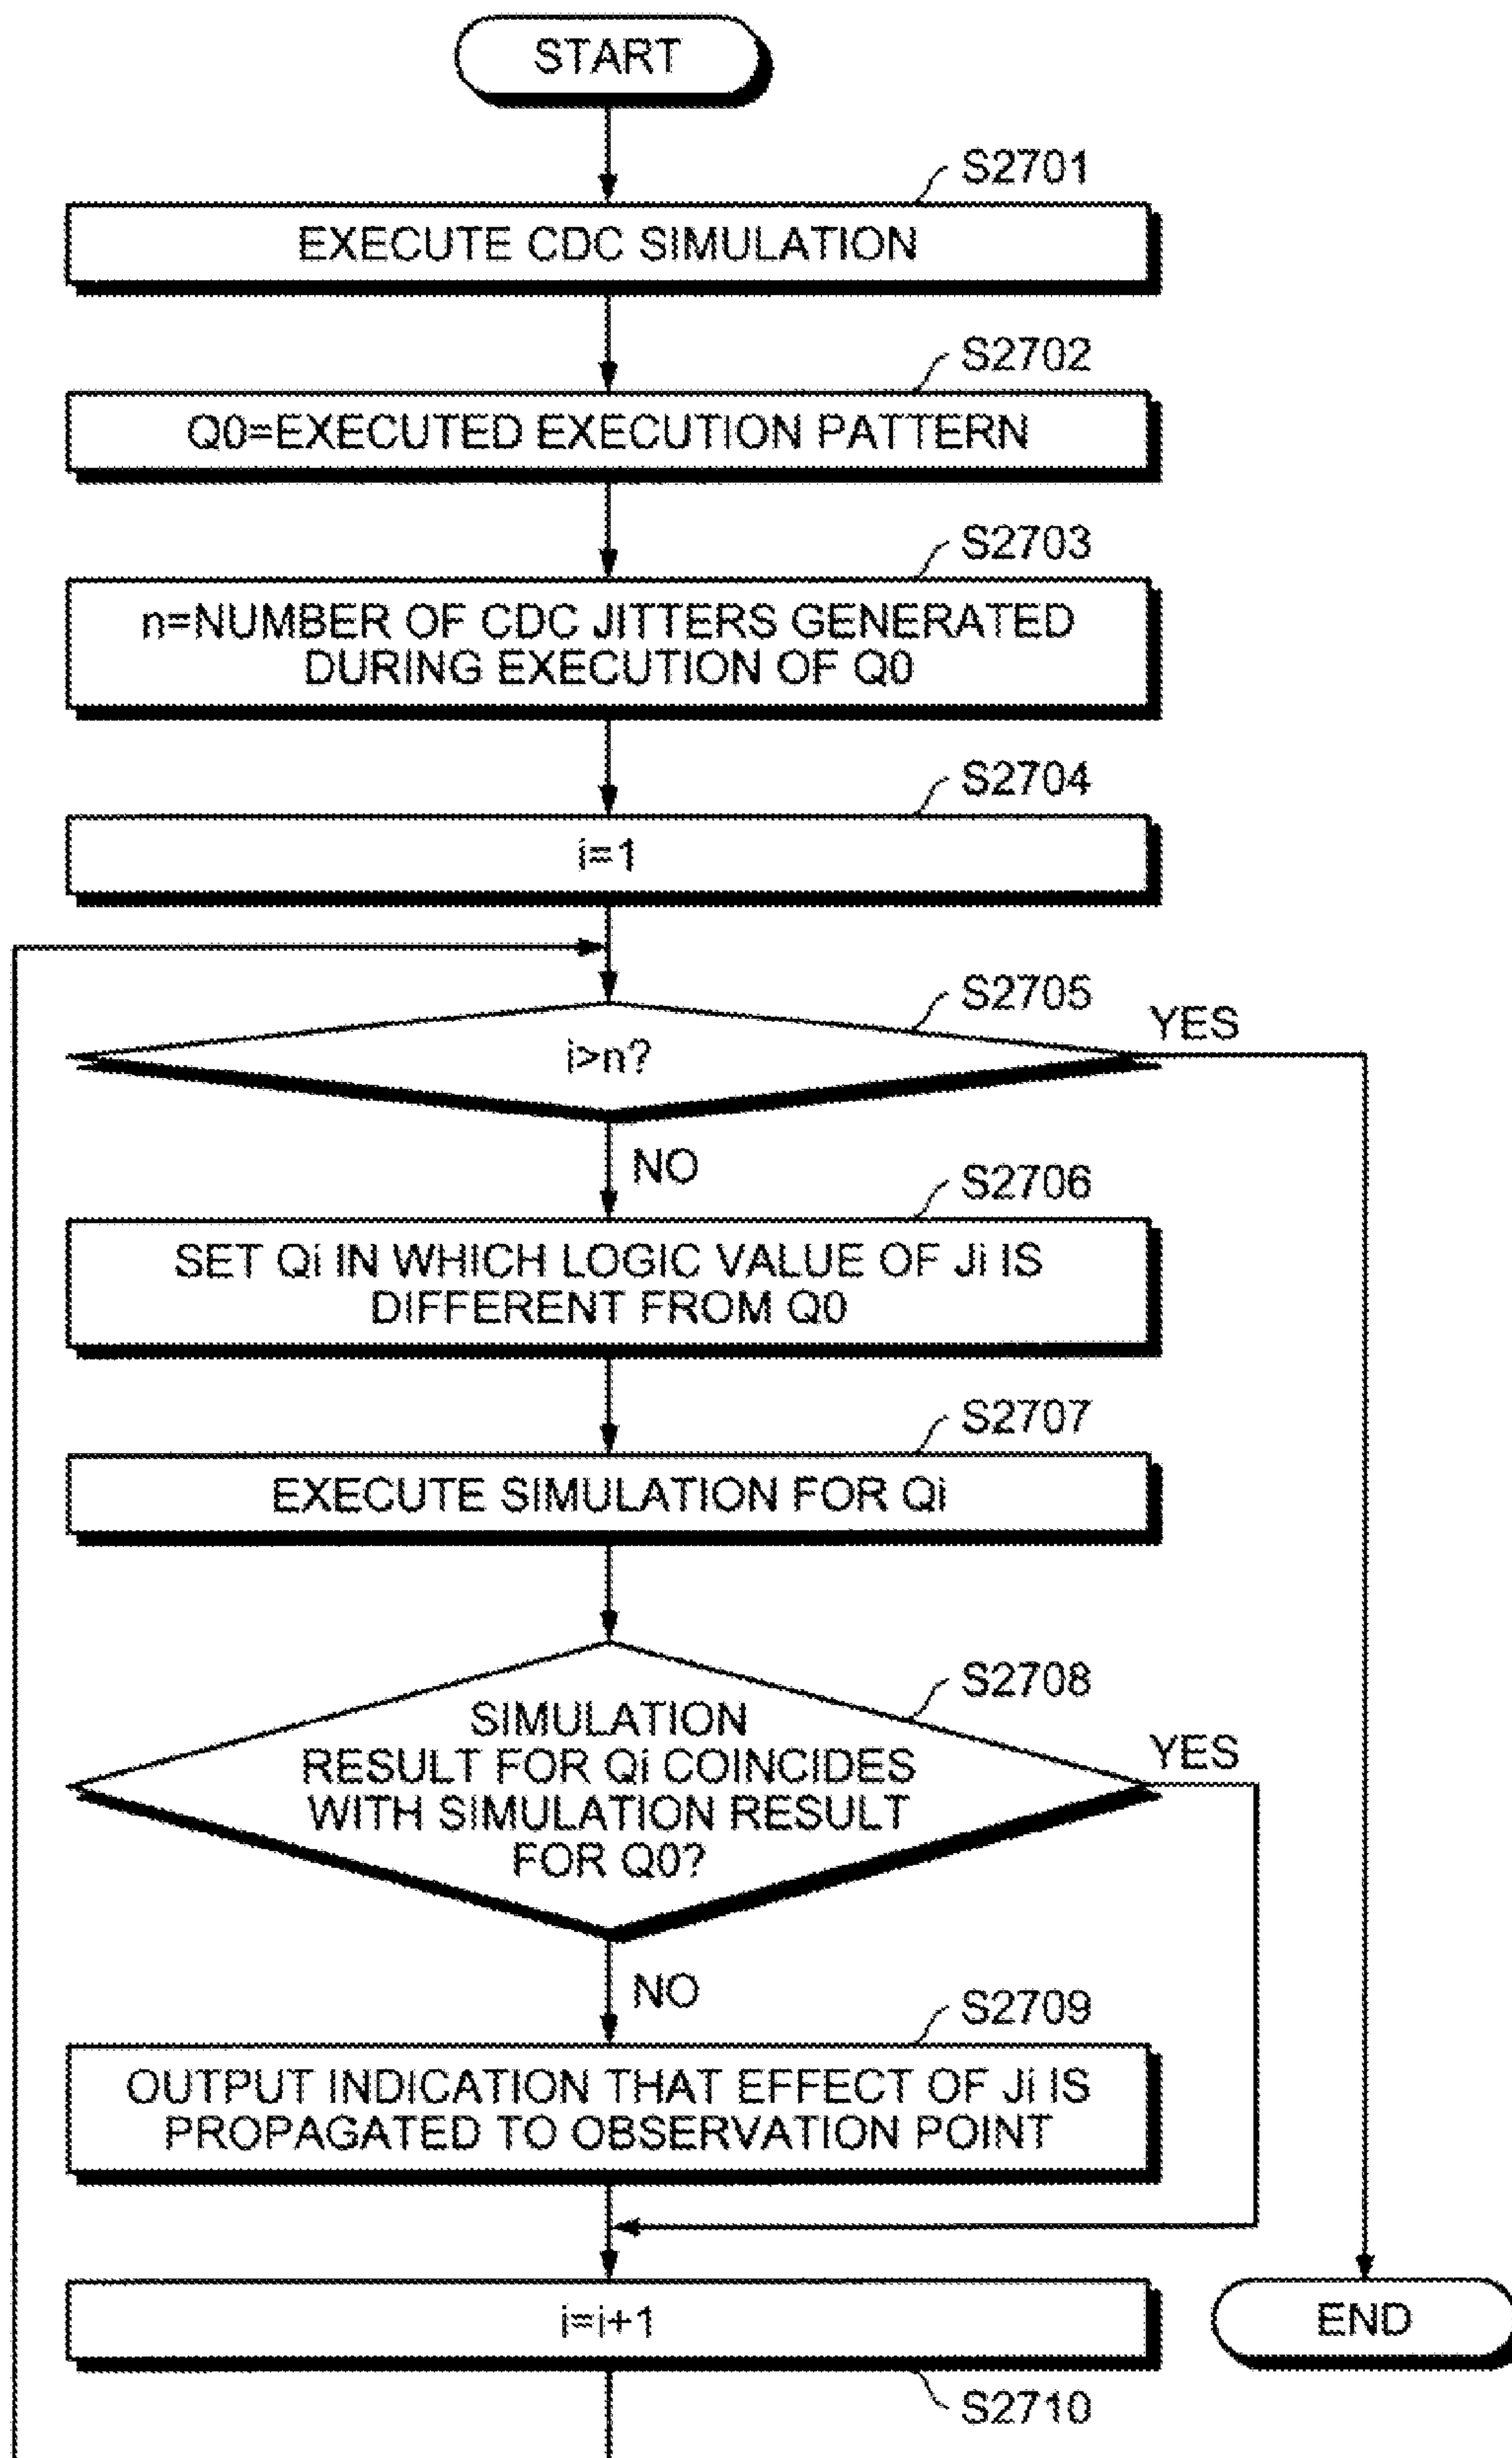 START
S2701
EXECUTE CDC SIMULATION
S2702
Q0=EXECUTED EXECUTION PATTERN
S2703
n=NUMBER OF CDC JITTERS GENERATED
DURING EXECUTION OF Q0
S2704
i=1
S2705
YES
i>n?
NO
S2706
SET Qi IN WHICH LOGIC VALUE OF Ji IS
DIFFERENT FROM Q0
S2707
EXECUTE SIMULATION FOR Qi
S2708
SIMULATION
RESULT FOR Qi COINCIDES
WITH SIMULATION RESULT
FOR Q0?
YES
NO
S2709
OUTPUT INDICATION THAT EFFECT OF Ji IS
PROPAGATED TO OBSERVATION POINT
i=i+1
END
S2710